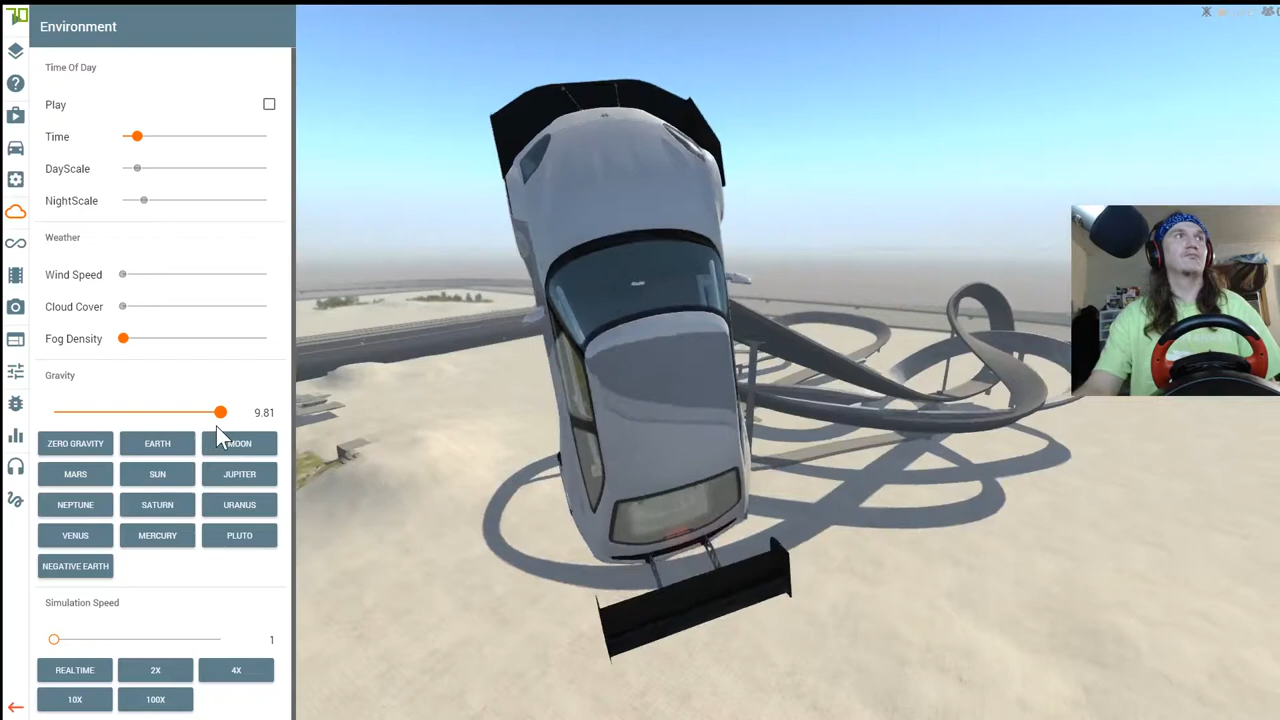 Environment
Time Of Day
Play
Time
DayScale
NightScale
Weather
Wind Speed
Cloud Cover
Fog Density
Gravity
9.81
ZERO GRAVITY EARTH MOON
MARS SUN JUPITER
NEPTUNE SATURN URANUS
VENUS MERCURY PLUTO
NEGATIVE EARTH
Simulation Speed
1
REALTIME 2X 4X
10X 100X